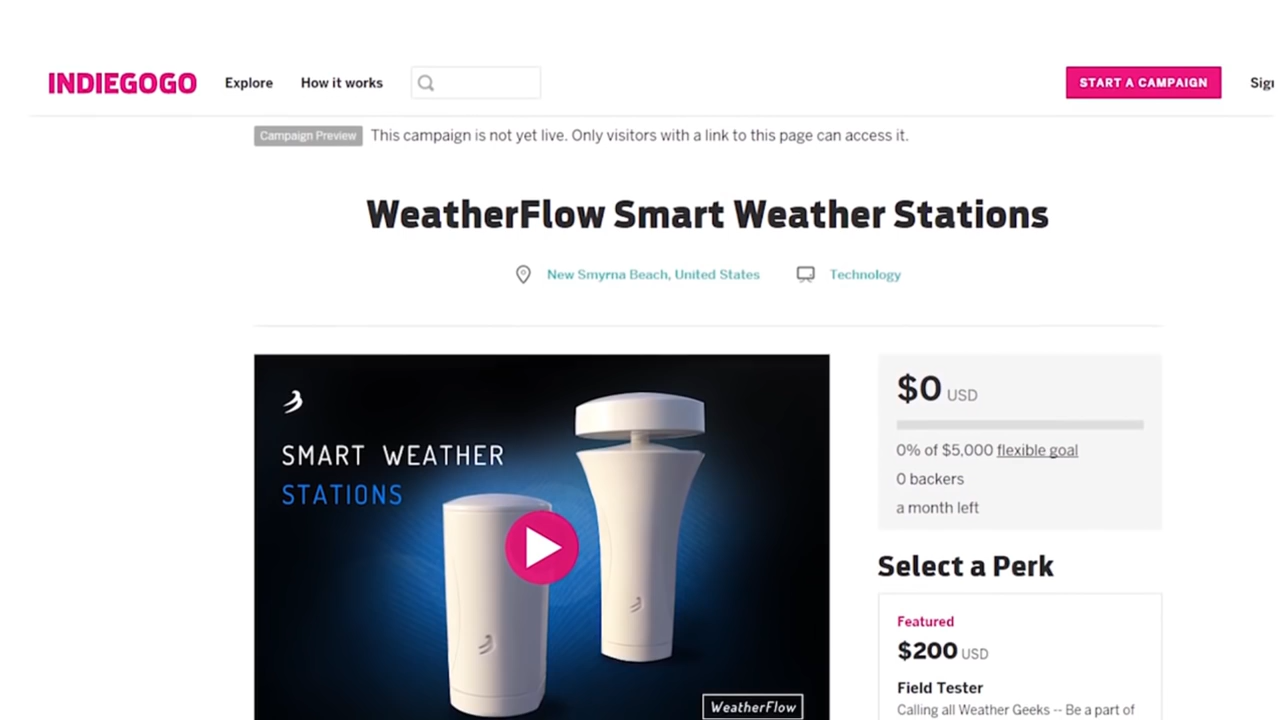 INDIEGOGO Explore How it works START A CAMPAIGN
Campaign Preview This campaign is not yet live. Only visitors with a link to this page can access it.
WeatherFlow Smart Weather Stations
New Smyrna Beach, United States Technology
SMART WEATHER
STATIONS
WeatherFlow
$0 USD
0% of $5,000 flexible goal
0 backers
a month left
Select a Perk
Featured
$200 USD
Field Tester
Calling all Weather Geeks -- Be a part of